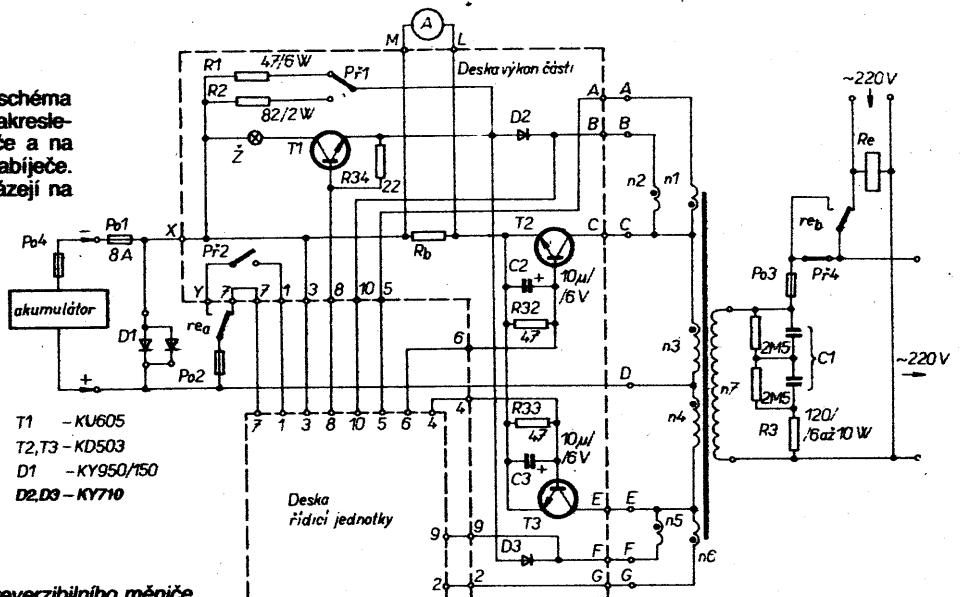 schéma
akresle-
če a na
abíječe.
ázejí na
A
M
L
R1
47/6W
Př1
R2
82/2W
Deska výkon. části
A
A
D2
B
B
Ž
T1
R34
22
n2
n1
T2
C
C
~220V
Re
reb
Př4
Po3
Po4
Po1
8A
X
Rb
C2
+
10µ/
/6V
Př2
R32
47
akumulátor
Y
7
7
1
3
8
10
5
rea
D1
Po2
6
n3
2M5
C1
n7
~220V
D
2M5
n4
R3
120/
/6až10W
4
R33
47
10µ/
/6V
C3
+
T1 – KU605
T2,T3 – KD503
D1 – KY950/150
D2,D3 – KY710
7
1
3
8
10
5
6
4
Deska
řídicí jednotky
T3
E
E
n5
9
9
D3
F
F
n6
2
2
G
G
reverzibilního měniče